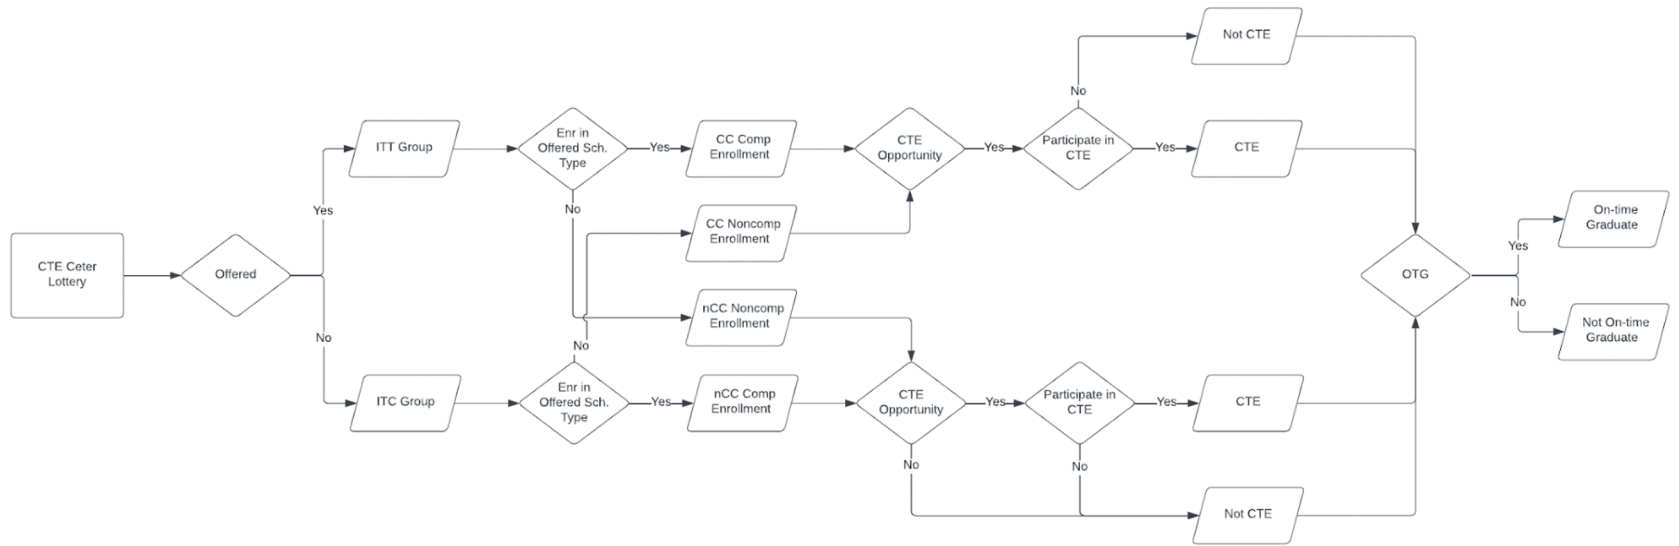 CTE Ceter
Lottery
Offered
Yes
No
ITT Group
ITC Group
Enr in
Offered Sch.
Type
Yes
No
Enr in
Offered Sch.
Type
No
Yes
CC Comp
Enrollment
CC Noncomp
Enrollment
nCC Noncomp
Enrollment
nCC Comp
Enrollment
CTE
Opportunity
Yes
CTE
Opportunity
Yes
No
No
Participate in
CTE
Yes
Participate in
CTE
Yes
No
Not CTE
CTE
CTE
Not CTE
OTG
Yes
No
On-time
Graduate
Not On-time
Graduate